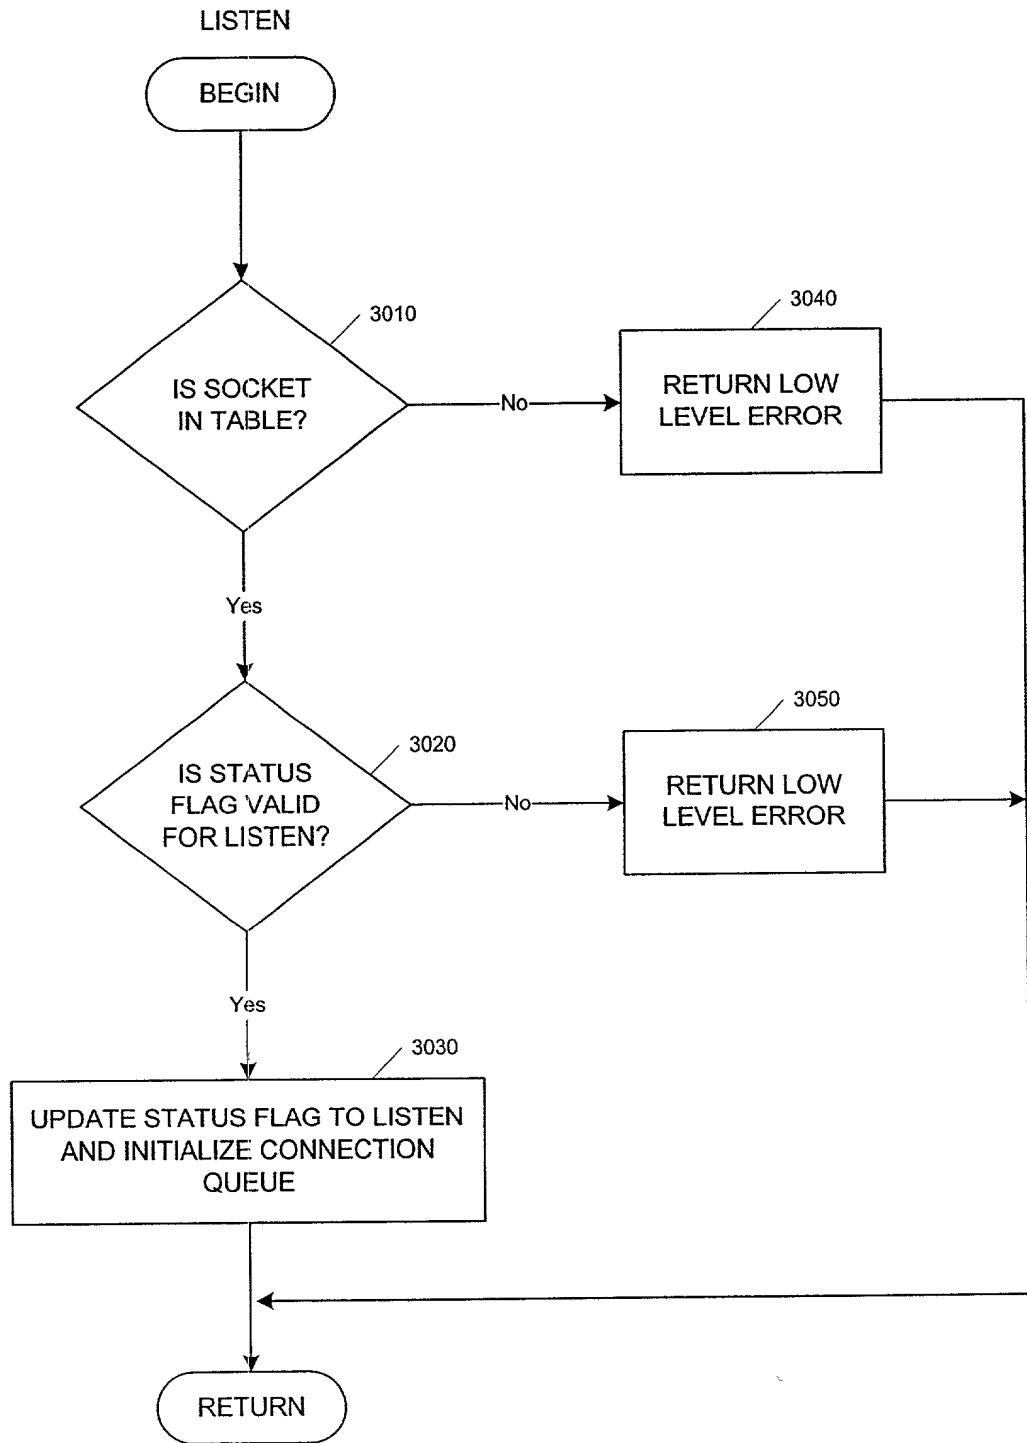 LISTEN
BEGIN
3010
IS SOCKET
IN TABLE?
No
3040
RETURN LOW
LEVEL ERROR
Yes
3020
IS STATUS
FLAG VALID
FOR LISTEN?
No
3050
RETURN LOW
LEVEL ERROR
Yes
3030
UPDATE STATUS FLAG TO LISTEN
AND INITIALIZE CONNECTION
QUEUE
RETURN